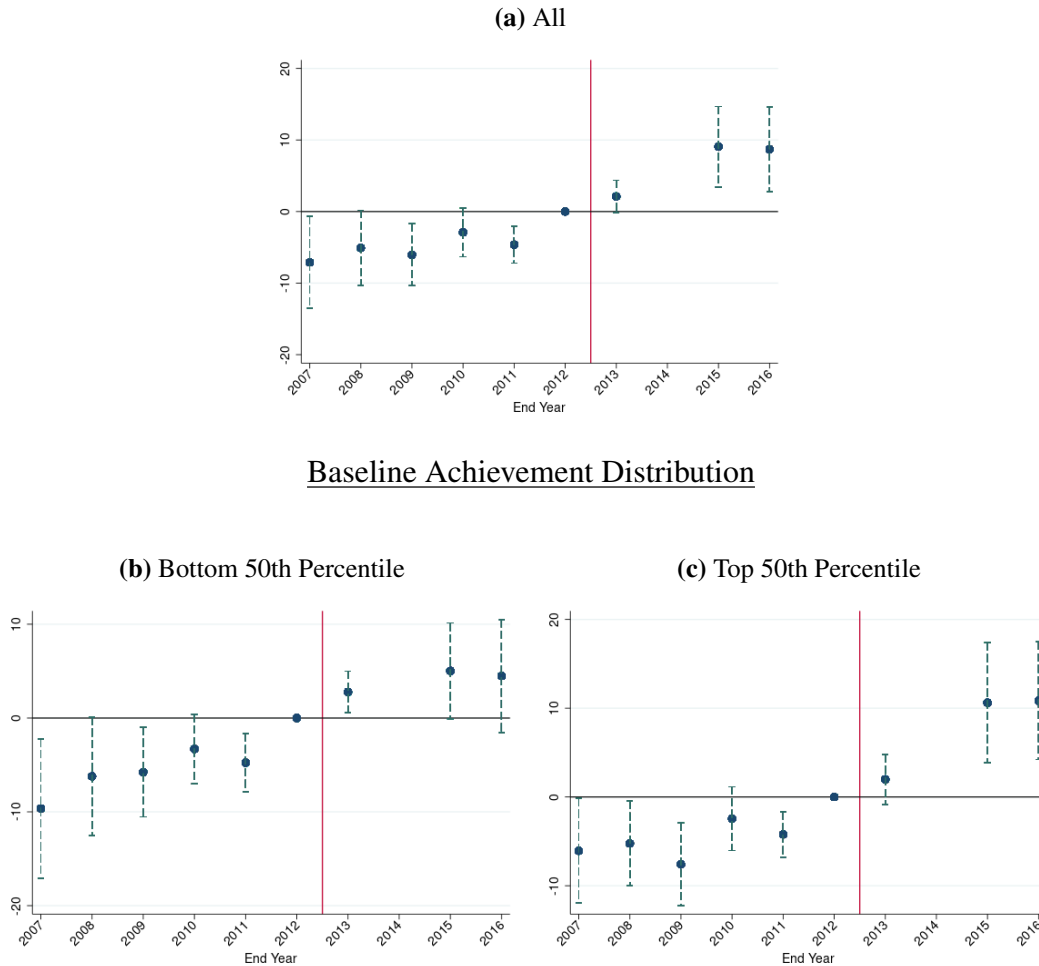 (a) All
20
10
0
-10
-20
2007 2008 2009 2010 2011 2012 2013 2014 2015 2016
End Year
Baseline Achievement Distribution
(b) Bottom 50th Percentile
10
0
-10
-20
2007 2008 2009 2010 2011 2012 2013 2014 2015 2016
End Year
(c) Top 50th Percentile
20
10
0
-10
2007 2008 2009 2010 2011 2012 2013 2014 2015 2016
End Year